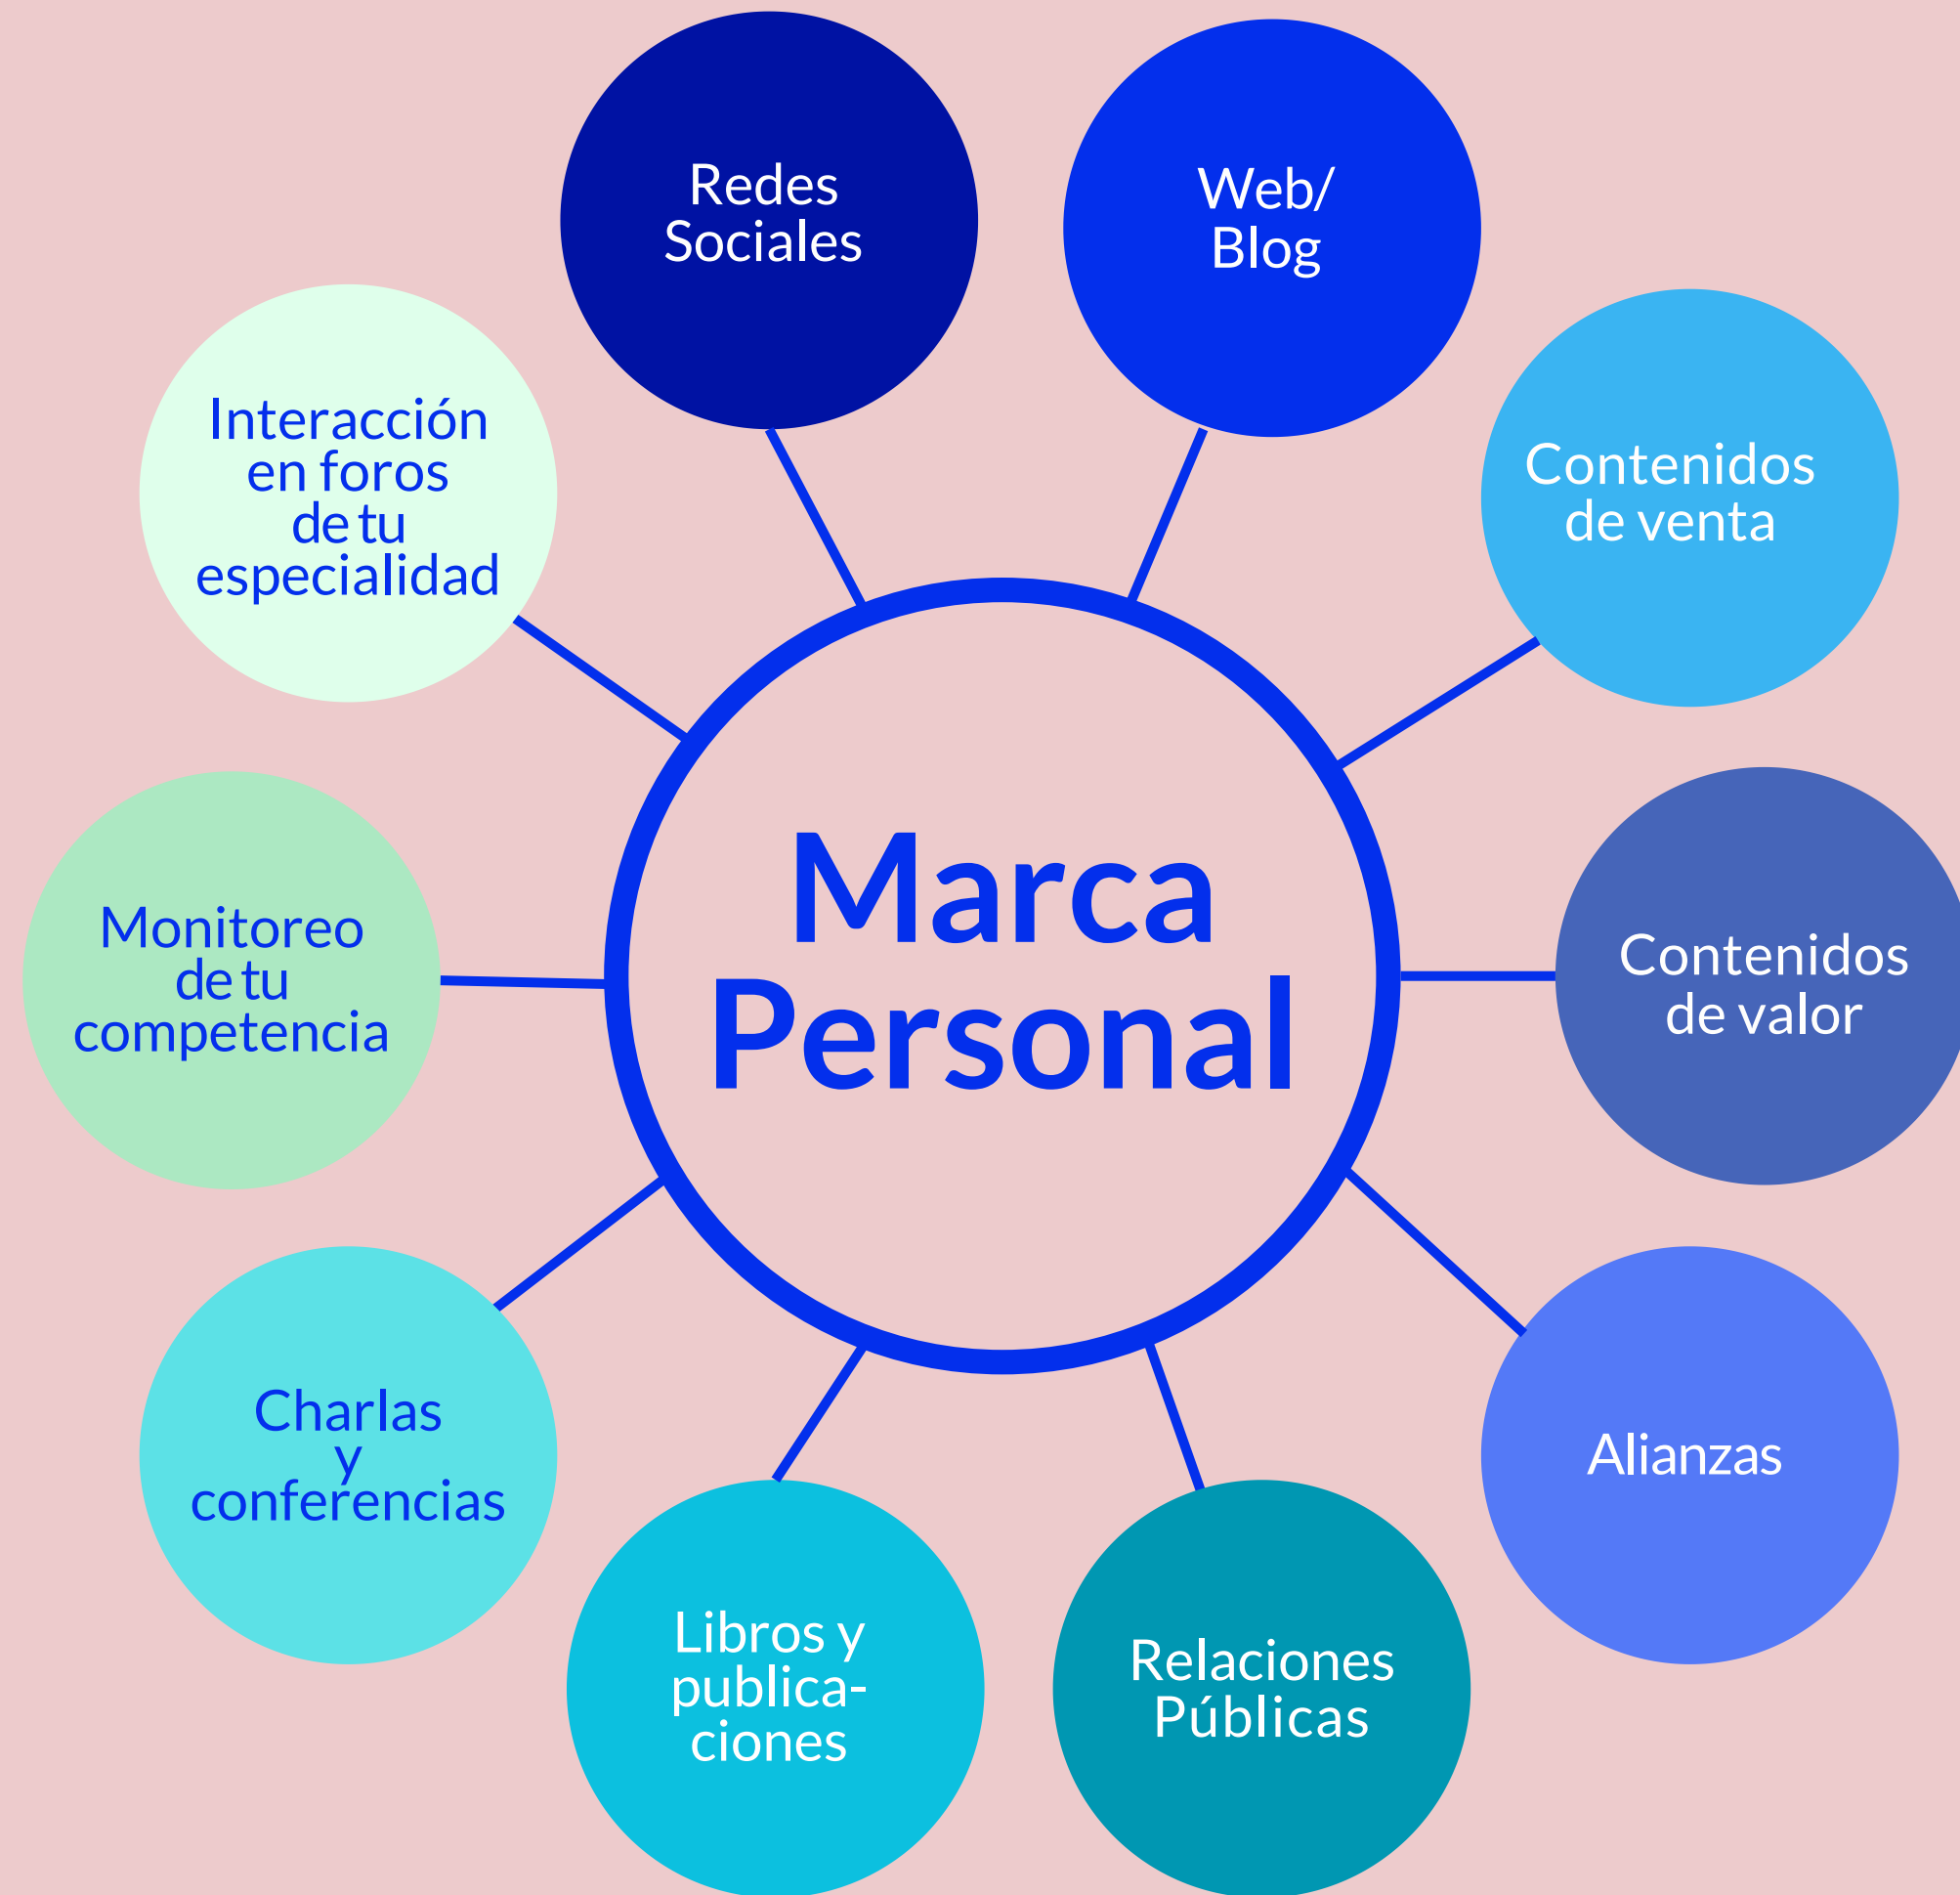 Redes
Sociales
Web/
Blog
Contenidos
de venta
Contenidos
de valor
Alianzas
Relaciones
Públicas
Libros y
publica-
ciones
Charlas
y
conferencias
Monitoreo
de tu
competencia
Interacción
en foros
de tu
especialidad
Marca
Personal